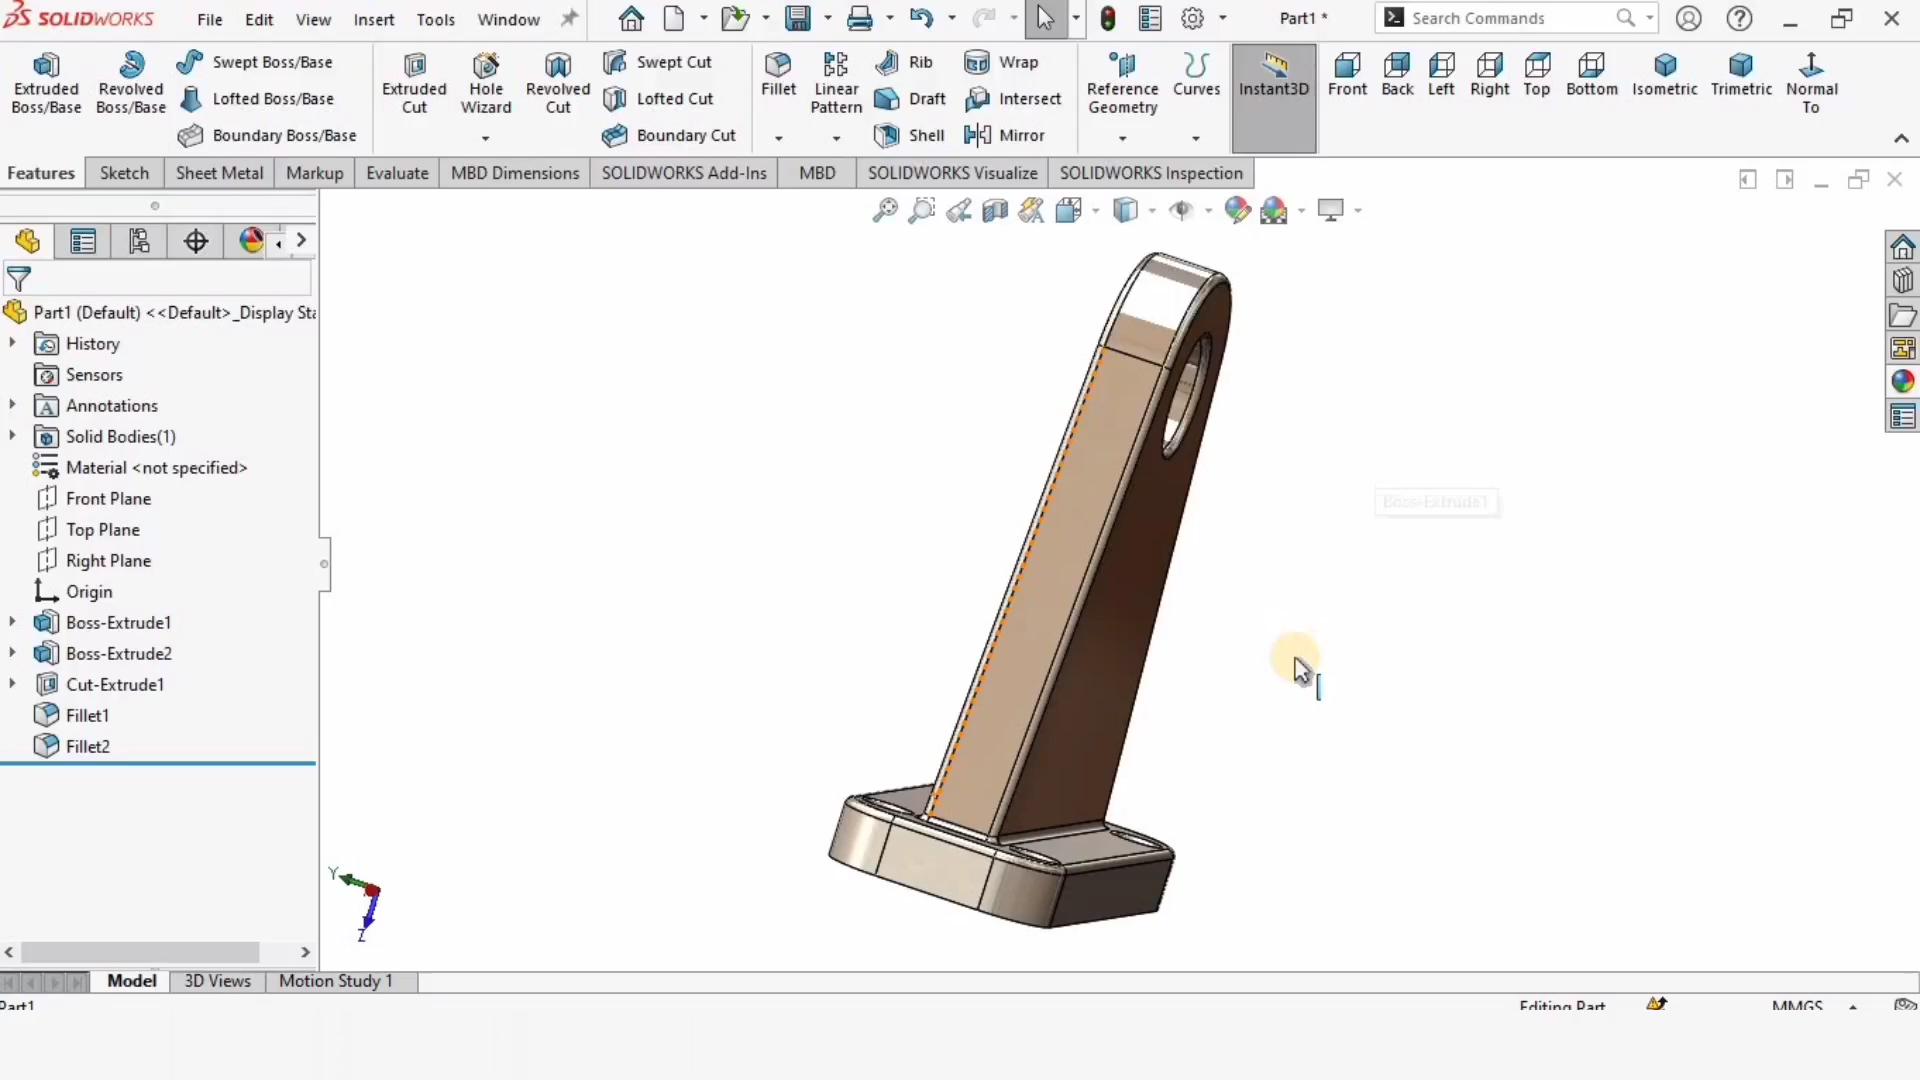 SOLIDWORKS File Edit View Insert Tools Window Part1 * Search Commands
Extruded Boss/Base
Revolved Boss/Base
Swept Boss/Base
Lofted Boss/Base
Boundary Boss/Base
Extruded Cut
Hole Wizard
Revolved Cut
Swept Cut
Lofted Cut
Boundary Cut
Fillet
Linear Pattern
Rib
Draft
Shell
Wrap
Intersect
Mirror
Reference Geometry
Curves
Instant3D
Front
Back
Left
Right
Top
Bottom
Isometric
Trimetric
Normal To
Features Sketch Sheet Metal Markup Evaluate MBD Dimensions SOLIDWORKS Add-Ins MBD SOLIDWORKS Visualize SOLIDWORKS Inspection
Part1 (Default) <<Default>_Display Sta
History
Sensors
Annotations
Solid Bodies(1)
Material <not specified>
Front Plane
Top Plane
Right Plane
Origin
Boss-Extrude1
Boss-Extrude2
Cut-Extrude1
Fillet1
Fillet2
Boss-Extrude1
Y
Z
Model 3D Views Motion Study 1
Part1 Editing Part MMGS